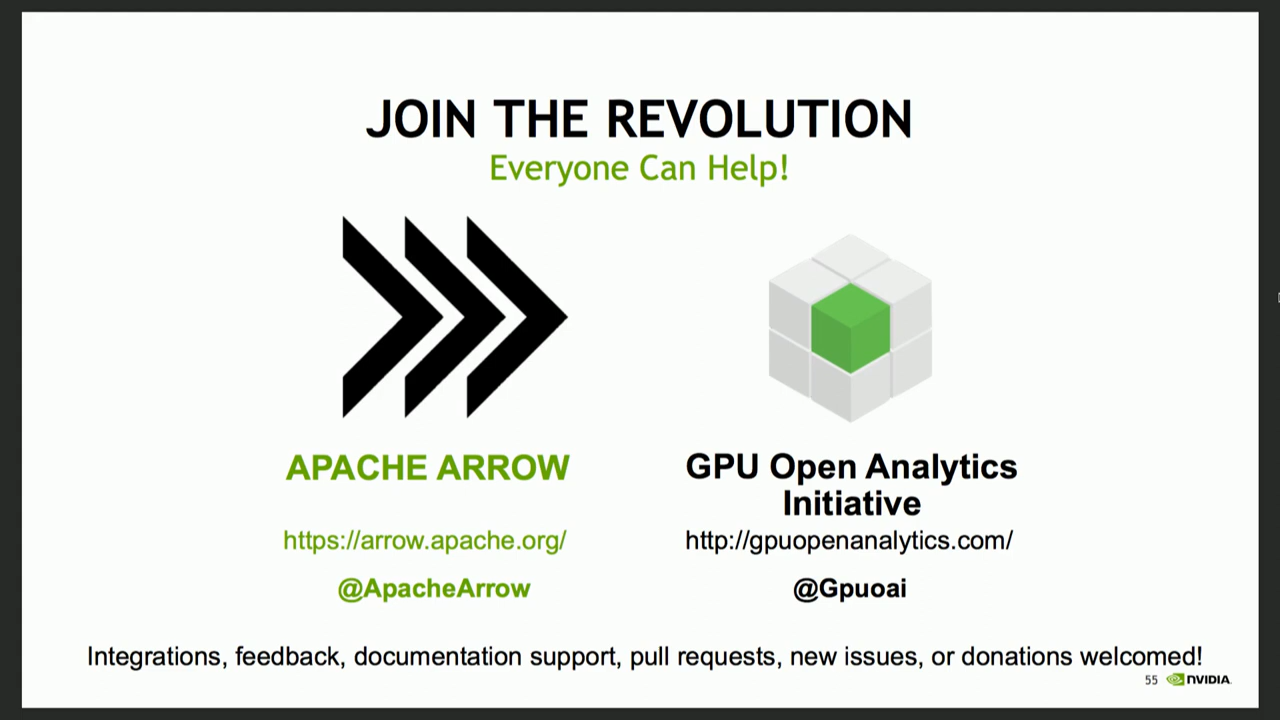 JOIN THE REVOLUTION
Everyone Can Help!
APACHE ARROW
https://arrow.apache.org/
@ApacheArrow
GPU Open Analytics
Initiative
http://gpuopenanalytics.com/
@Gpuoai
Integrations, feedback, documentation support, pull requests, new issues, or donations welcomed!
55 NVIDIA.